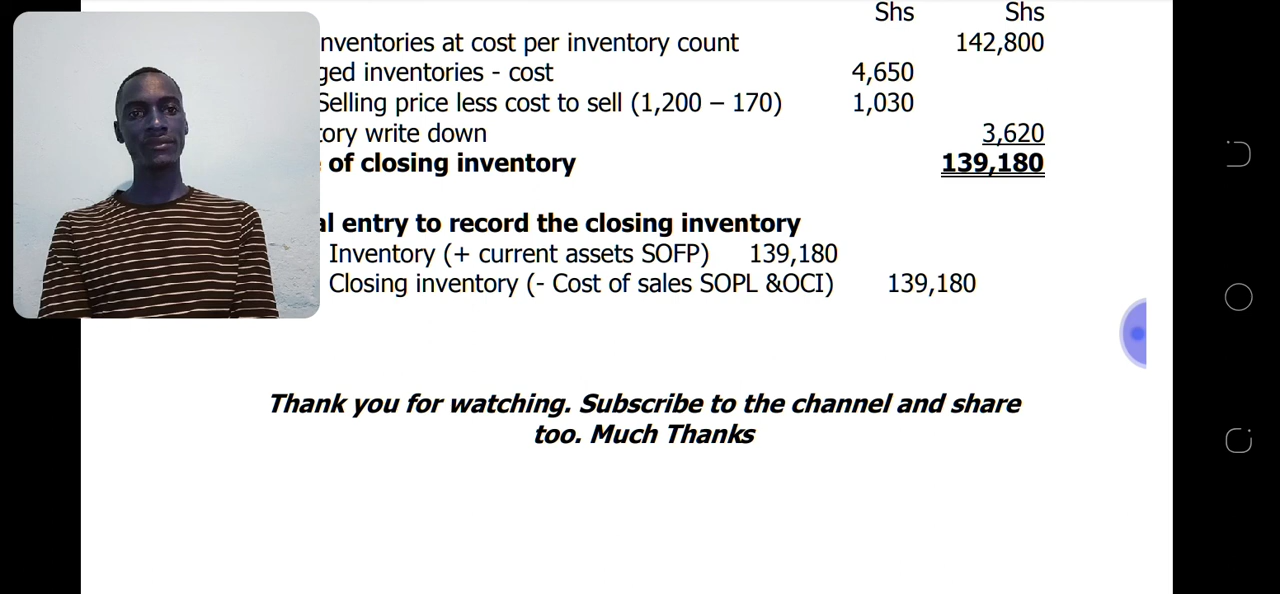 Shs Shs
nventories at cost per inventory count 142,800
ged inventories - cost 4,650
Selling price less cost to sell (1,200 – 170) 1,030
ory write down 3,620
of closing inventory 139,180
al entry to record the closing inventory
Inventory (+ current assets SOFP) 139,180
Closing inventory (- Cost of sales SOPL &OCI) 139,180
Thank you for watching. Subscribe to the channel and share
too. Much Thanks